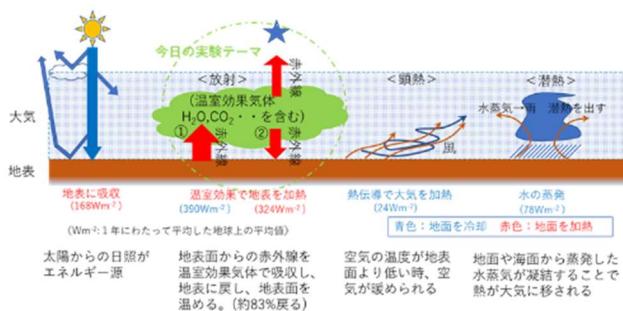 今日の実験テーマ
赤外線
＜放射＞
＜顕熱＞
＜潜熱＞
(温室効果気体
H₂O,CO₂・・を含む)
水蒸気→雨
潜熱を出す
大気
①
赤外線
②
赤外線
風
地表
地表に吸収
(168Wm⁻²)
温室効果で地表を加熱
(390Wm⁻²)
(324Wm⁻²)
熱伝導で大気を加熱
(24Wm⁻²)
水の蒸発
(78Wm⁻²)
(Wm⁻²:１年にわたって平均した地球上の平均値)
青色：地面を冷却　赤色：地面を加熱
太陽からの日照が
エネルギー源
地表面からの赤外線を
温室効果気体で吸収し、
地表に戻し、地表面を
温める。(約83%戻る)
空気の温度が地表
面より低い時、空
気が暖められる
地面や海面から蒸発した
水蒸気が凝結することで
熱が大気に移される